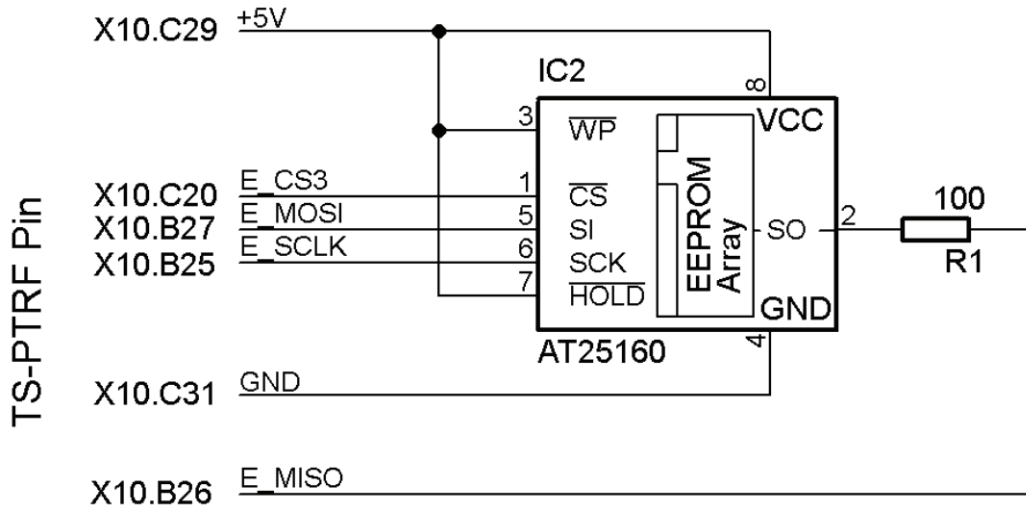 X10.C29 +5V
IC2
8
3 WP VCC
E_CS3
X10.C20 1 CS
E_MOSI
X10.B27 5 SI SO 2 100
E_SCLK
X10.B25 6 SCK R1
7 HOLD GND
EEPROM
Array
AT25160 4
X10.C31 GND
X10.B26 E_MISO
TS-PTRF Pin